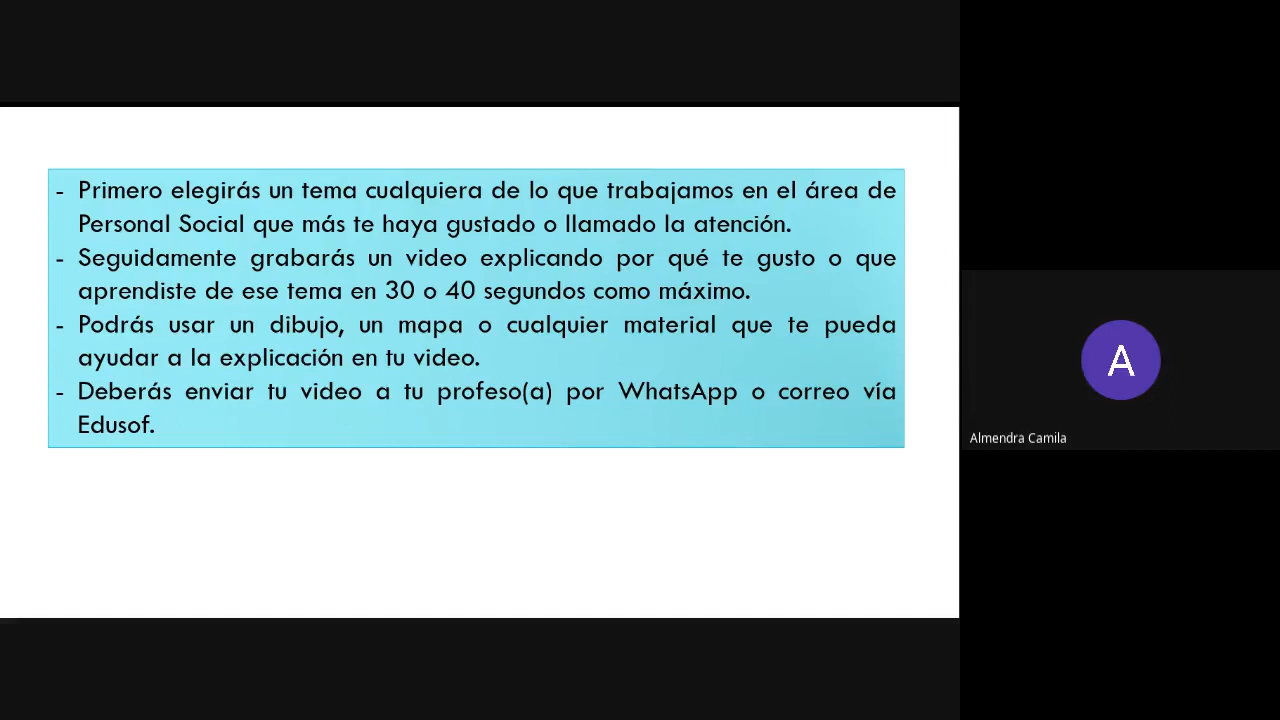 - Primero elegirás un tema cualquiera de lo que trabajamos en el área de
Personal Social que más te haya gustado o llamado la atención.
- Seguidamente grabarás un video explicando por qué te gusto o que
aprendiste de ese tema en 30 o 40 segundos como máximo.
- Podrás usar un dibujo, un mapa o cualquier material que te pueda
ayudar a la explicación en tu video.
- Deberás enviar tu video a tu profeso(a) por WhatsApp o correo vía
Edusof.
A
Almendra Camila